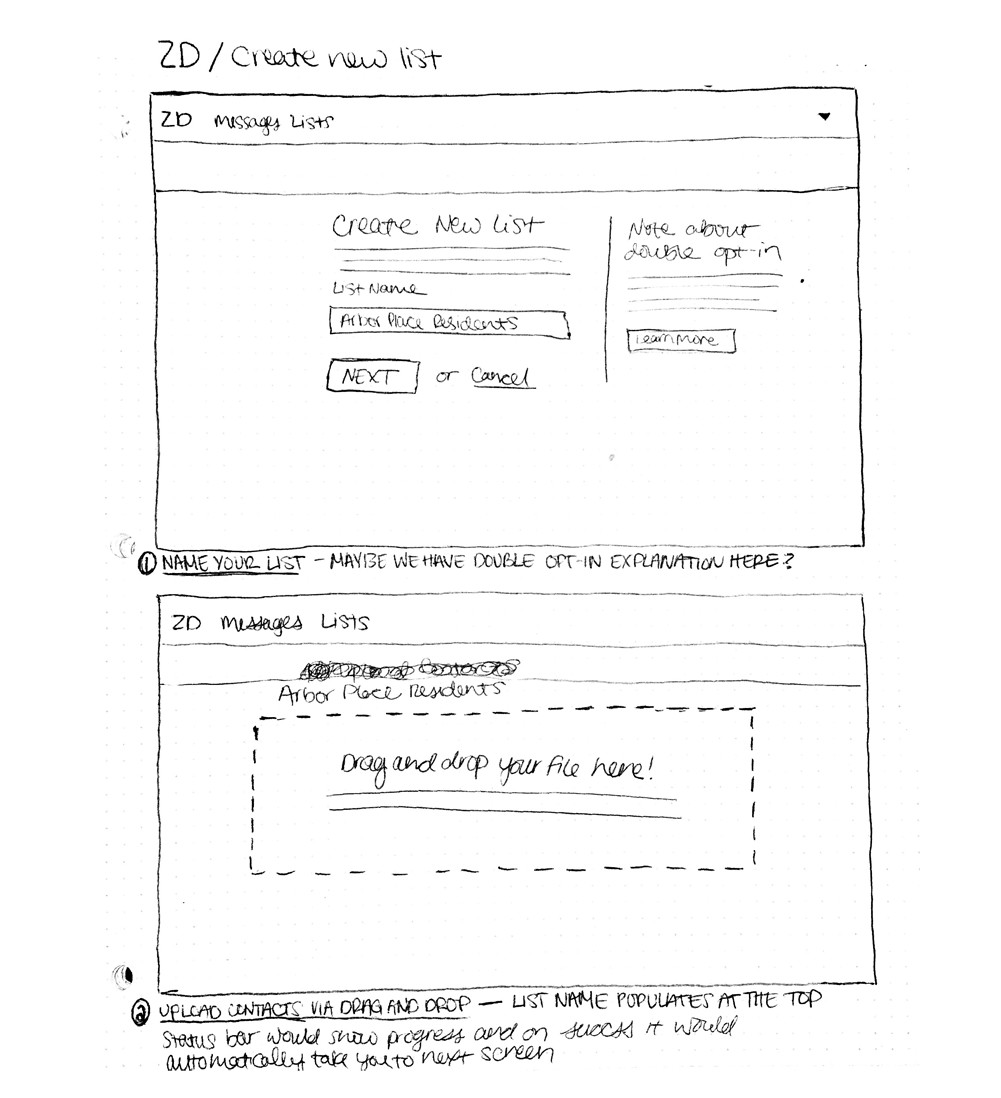 ZD / Create new list
ZD Messages Lists
Create New List
List Name
Arbor Place Residents
NEXT or Cancel
Note about
double opt-in
Learn more
① NAME YOUR LIST – MAYBE WE HAVE DOUBLE OPT-IN EXPLANATION HERE?
ZD Messages Lists
Arbor Place Residents
Drag and drop your file here!
② UPLOAD CONTACTS VIA DRAG AND DROP — LIST NAME POPULATES AT THE TOP
Status bar would show progress and on success it would
automatically take you to next screen